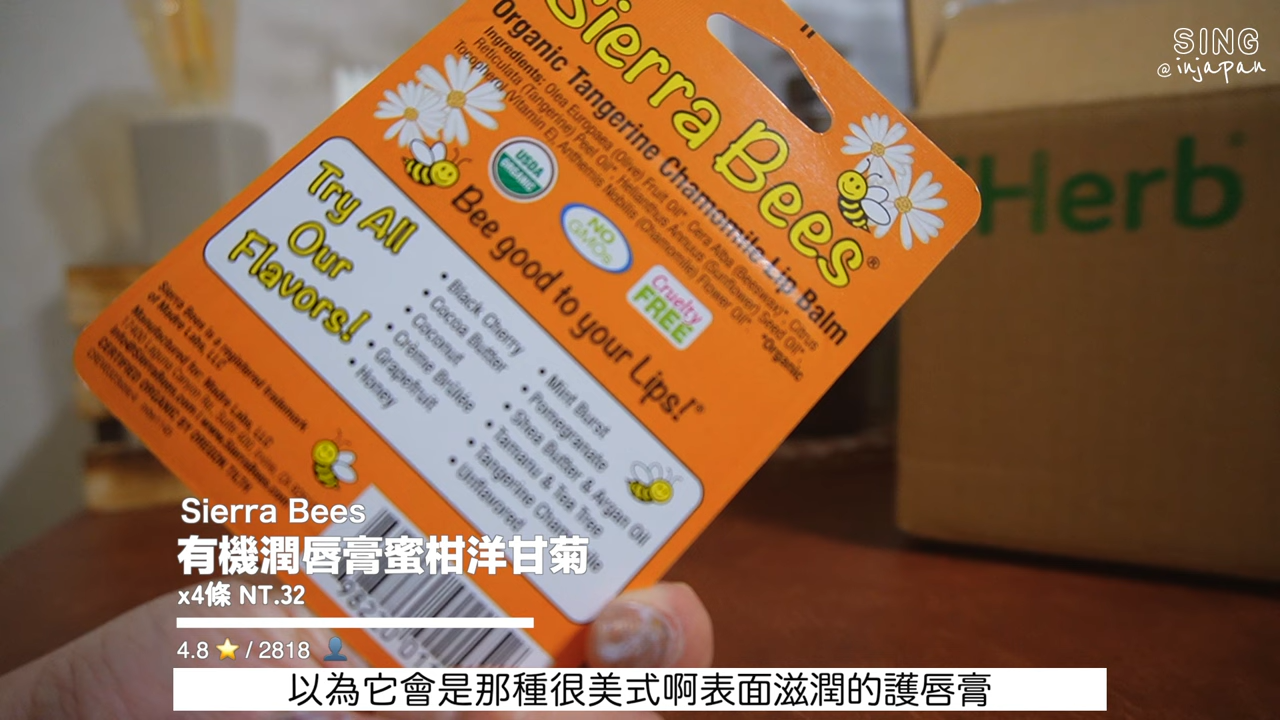 SING
@injapan
iHerb
Sierra Bees®
Organic Tangerine Chamomile Lip Balm
Ingredients: Olea Europaea (Olive) Fruit Oil*, Cera Alba (Beeswax)*, Citrus
Reticulata (Tangerine) Peel Oil*, Helianthus Annuus (Sunflower) Seed Oil*,
Tocopherol (Vitamin E), Anthemis Nobilis (Chamomile) Flower Oil*.
*Organic
USDA
ORGANIC
NO
GMOs
Cruelty
FREE
Bee good to your Lips!
Try All
Our
Flavors!
• Black Cherry
• Cocoa Butter
• Coconut
• Crème Brûlée
• Grapefruit
• Honey
• Mint Burst
• Pomegranate
• Shea Butter & Argan Oil
• Tamanu & Tea Tree
• Tangerine Chamomile
• Unflavored
Sierra Bees is a registered trademark
of Madre Labs, LLC
Manufactured for: Madre Labs, LLC
CERTIFIED ORGANIC BY OREGON TILTH
Sierra Bees
有機潤唇膏蜜柑洋甘菊
x4條 NT.32
4.8 ⭐ / 2818 👤
以為它會是那種很美式啊表面滋潤的護唇膏